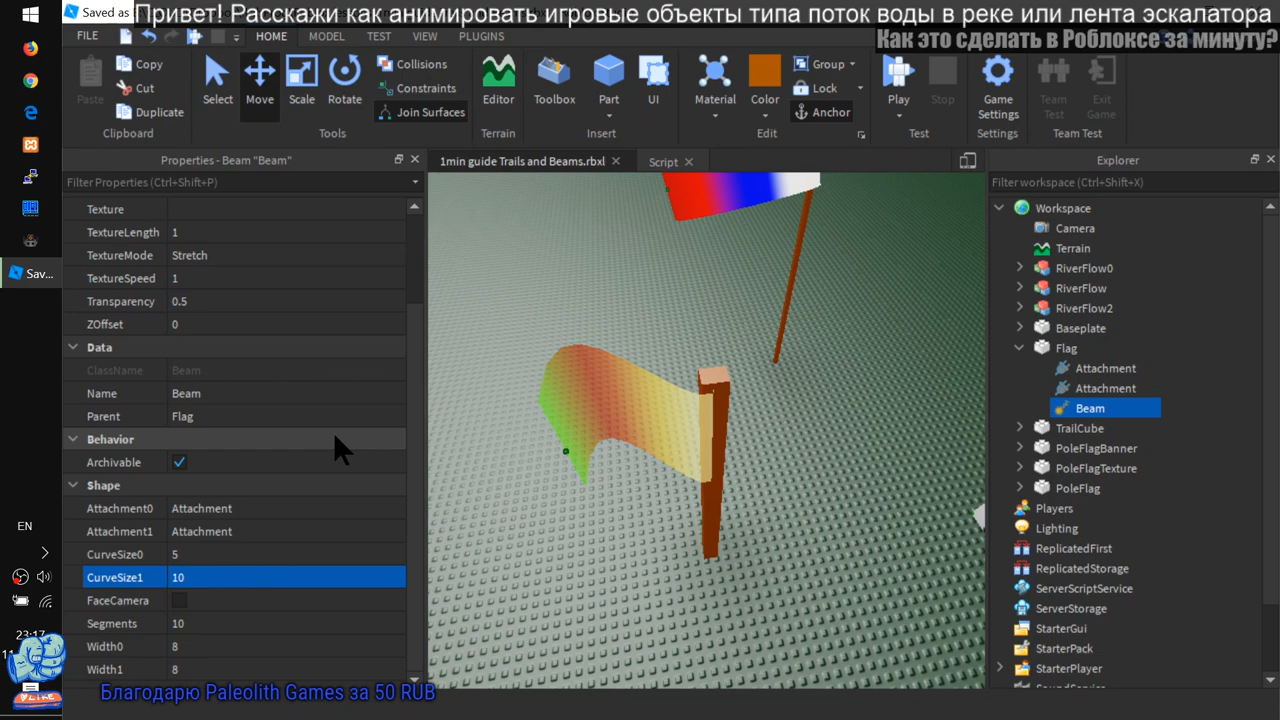 Привет! Расскажи как анимировать игровые объекты типа поток воды в реке или лента эскалатора
Как это сделать в Роблоксе за минуту?
Saved as
FILE
HOME
MODEL
TEST
VIEW
PLUGINS
Paste
Copy
Cut
Duplicate
Clipboard
Select
Move
Scale
Rotate
Collisions
Constraints
Join Surfaces
Tools
Editor
Terrain
Toolbox
Part
UI
Insert
Material
Color
Group
Lock
Anchor
Edit
Play
Stop
Test
Game Settings
Settings
Team Test
Exit Game
Team Test
Properties - Beam "Beam"
Filter Properties (Ctrl+Shift+P)
Texture
TextureLength 1
TextureMode Stretch
TextureSpeed 1
Transparency 0.5
ZOffset 0
Data
ClassName Beam
Name Beam
Parent Flag
Behavior
Archivable
Shape
Attachment0 Attachment
Attachment1 Attachment
CurveSize0 5
CurveSize1 10
FaceCamera
Segments 10
Width0 8
Width1 8
1min guide Trails and Beams.rbxl
Script
Explorer
Filter workspace (Ctrl+Shift+X)
Workspace
Camera
Terrain
RiverFlow0
RiverFlow
RiverFlow2
Baseplate
Flag
Attachment
Attachment
Beam
TrailCube
PoleFlagBanner
PoleFlagTexture
PoleFlag
Players
Lighting
ReplicatedFirst
ReplicatedStorage
ServerScriptService
ServerStorage
StarterGui
StarterPack
StarterPlayer
SoundService
Sav...
EN
23:17
LIKE
Благодарю Paleolith Games за 50 RUB